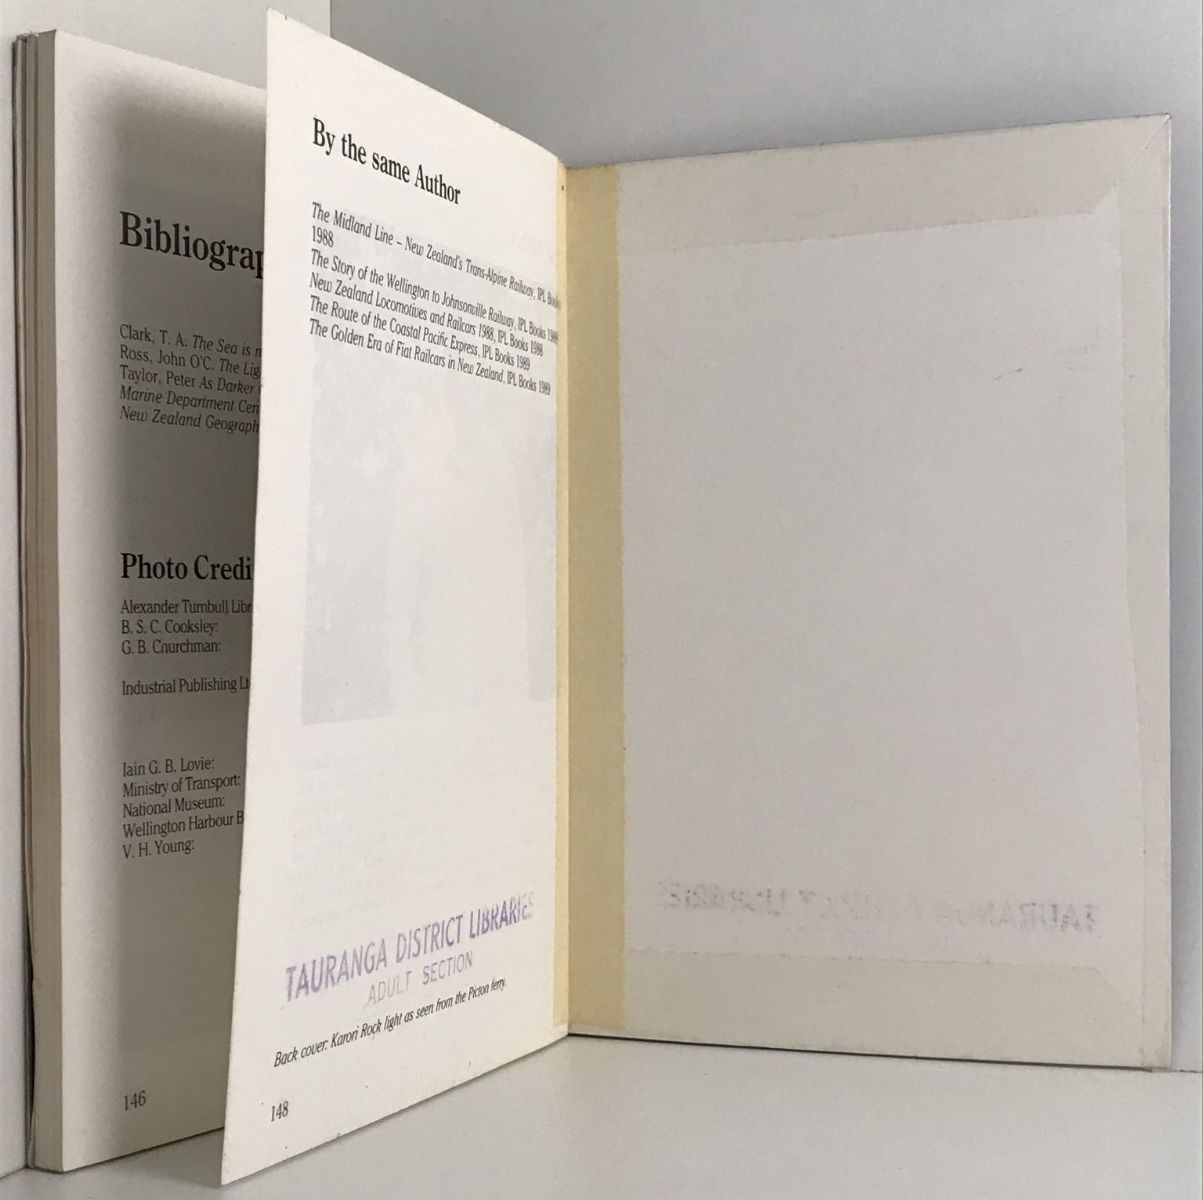 Bibliograp
Clark, T. A. The Sea is
Ross, John O'C. The Lig
Taylor, Peter As Darker
Marine Department Cen
New Zealand Geograph
Photo Credi
Alexander Turnbull Libr
B. S. C. Cooksley:
G. B. Cnurchman:
Industrial Publishing Lt
Iain G. B. Lovie:
Ministry of Transport:
National Museum:
Wellington Harbour B
V. H. Young:
146
By the same Author
The Midland Line – New Zealand's Trans-Alpine Railway, IPL Books
1988
The Story of the Wellington to Johnsonville Railway, IPL Books
New Zealand Locomotives and Railcars 1988, IPL Books 1988
The Route of the Coastal Pacific Express, IPL Books 1989
The Golden Era of Fiat Railcars in New Zealand, IPL Books 1989
TAURANGA DISTRICT LIBRARIES
ADULT SECTION
Back cover: Karori Rock light as seen from the Picton ferry.
148